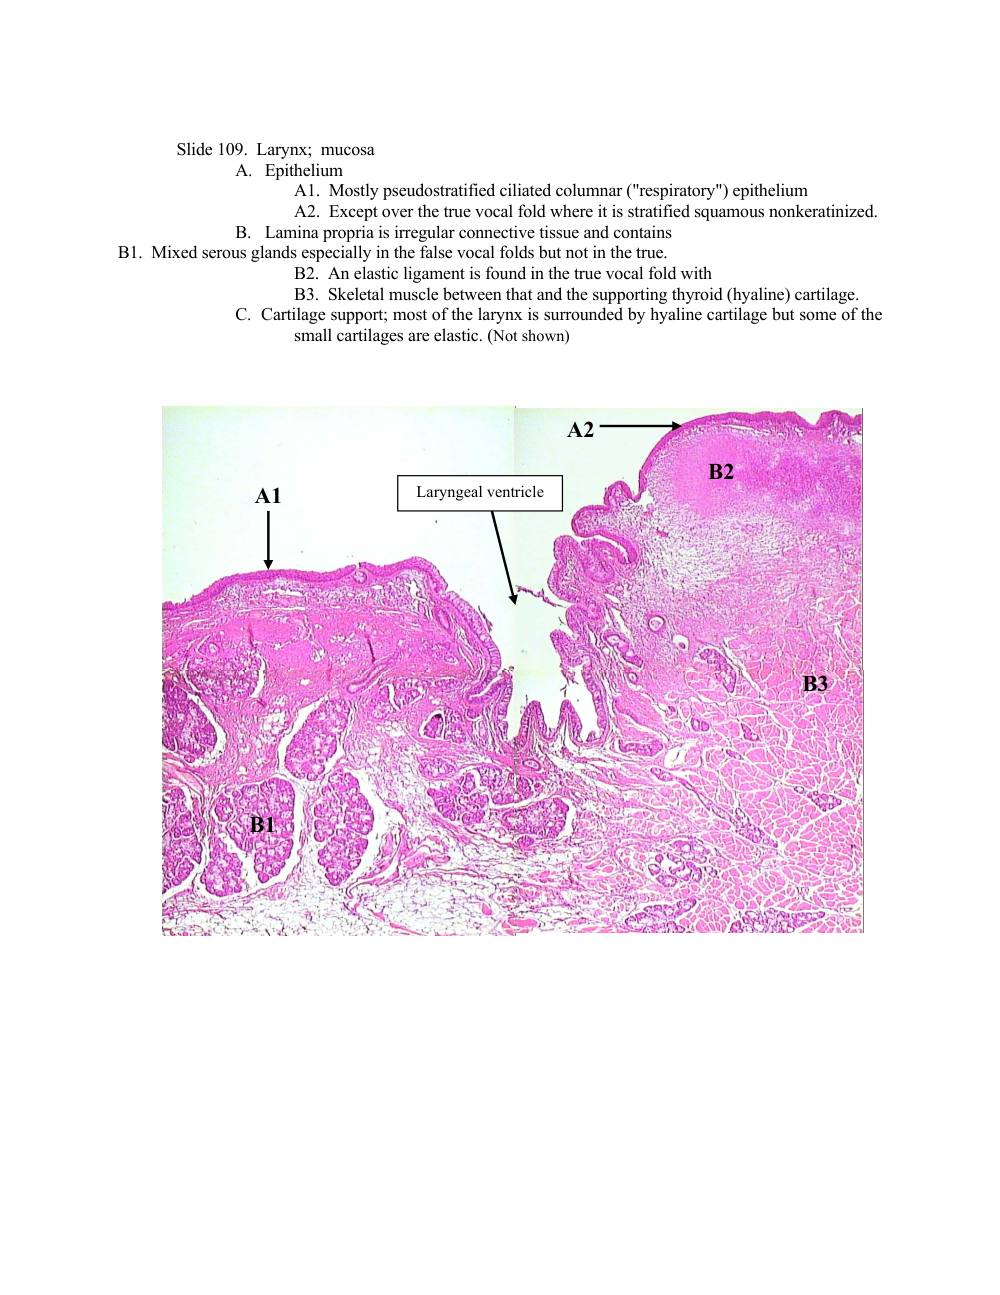 Slide 109.  Larynx;  mucosa
A.  Epithelium
A1.  Mostly pseudostratified ciliated columnar ("respiratory") epithelium
A2.  Except over the true vocal fold where it is stratified squamous nonkeratinized.
B.  Lamina propria is irregular connective tissue and contains
B1.  Mixed serous glands especially in the false vocal folds but not in the true.
B2.  An elastic ligament is found in the true vocal fold with
B3.  Skeletal muscle between that and the supporting thyroid (hyaline) cartilage.
C.  Cartilage support; most of the larynx is surrounded by hyaline cartilage but some of the
small cartilages are elastic. (Not shown)
A2
B2
A1
Laryngeal ventricle
B3
B1